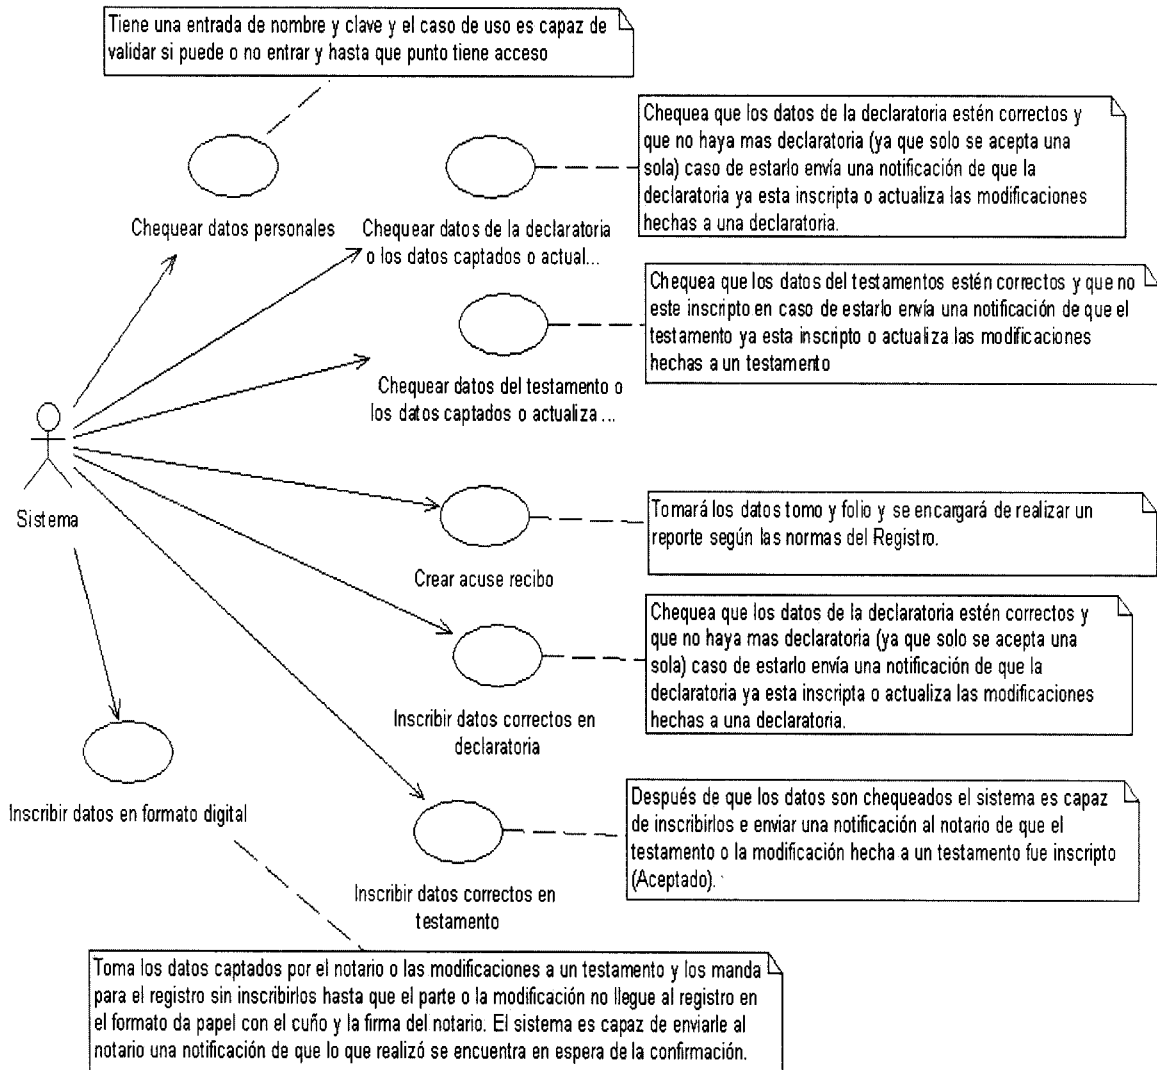 Tiene una entrada de nombre y clave y el caso de uso es capaz de
validar si puede o no entrar y hasta que punto tiene acceso
Chequea que los datos de la declaratoria estén correctos y
que no haya mas declaratoria (ya que solo se acepta una
sola) caso de estarlo envía una notificación de que la
declaratoria ya esta inscripta o actualiza las modificaciones
hechas a una declaratoria.
Chequear datos personales
Chequear datos de la declaratoria
o los datos captados o actual...
Chequea que los datos del testamentos estén correctos y que no
este inscripto en caso de estarlo envía una notificación de que el
testamento ya esta inscripto o actualiza las modificaciones
hechas a un testamento
Chequear datos del testamento o
los datos captados o actualiza ...
Sistema
Tomará los datos tomo y folio y se encargará de realizar un
reporte según las normas del Registro.
Crear acuse recibo
Chequea que los datos de la declaratoria estén correctos y
que no haya mas declaratoria (ya que solo se acepta una
sola) caso de estarlo envía una notificación de que la
declaratoria ya esta inscripta o actualiza las modificaciones
hechas a una declaratoria.
Inscribir datos correctos en
declaratoria
Inscribir datos en formato digital
Después de que los datos son chequeados el sistema es capaz
de inscribirlos e enviar una notificación al notario de que el
testamento o la modificación hecha a un testamento fue inscripto
(Aceptado).
Inscribir datos correctos en
testamento
Toma los datos captados por el notario o las modificaciones a un testamento y los manda
para el registro sin inscribirlos hasta que el parte o la modificación no llegue al registro en
el formato da papel con el cuño y la firma del notario. El sistema es capaz de enviarle al
notario una notificación de que lo que realizó se encuentra en espera de la confirmación.